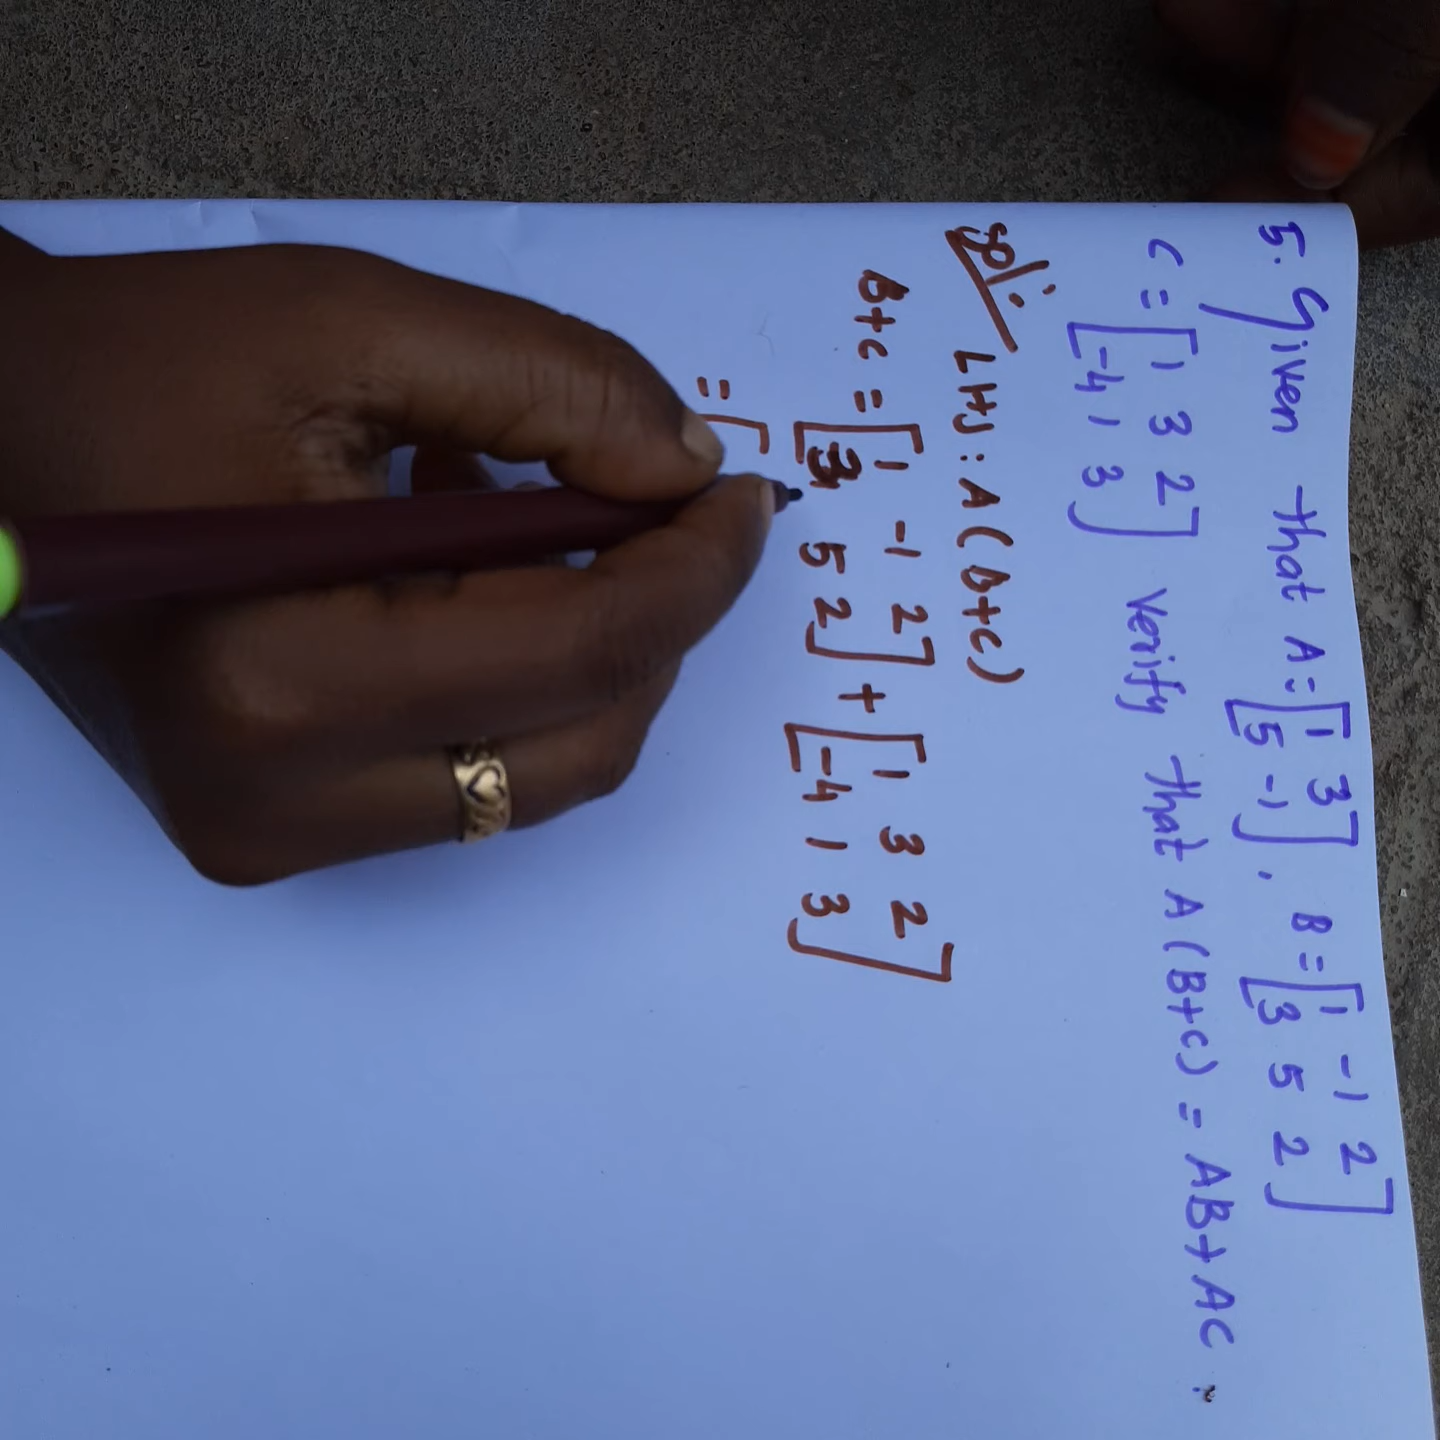 5. Given that A = [1 3 5 -1], B = [1 -1 2 3 5 2]
C = [1 3 2 -4 1 3] verify that A(B+C) = AB+AC.
Sol:
LHS: A(B+C)
B+C = [1 -1 2 3 5 2] + [1 3 2 -4 1 3]
= [